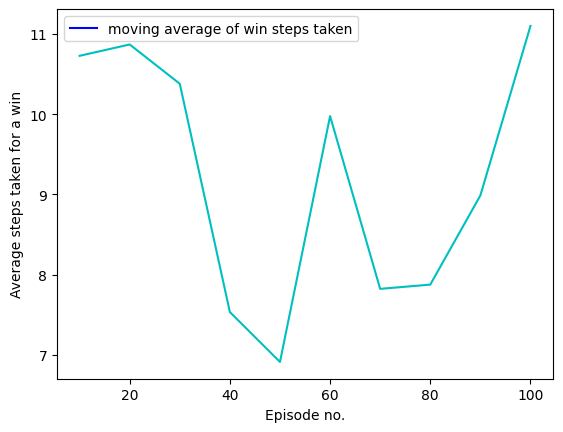 moving average of win steps taken
Average steps taken for a win
11
10
9
8
7
20 40 60 80 100
Episode no.